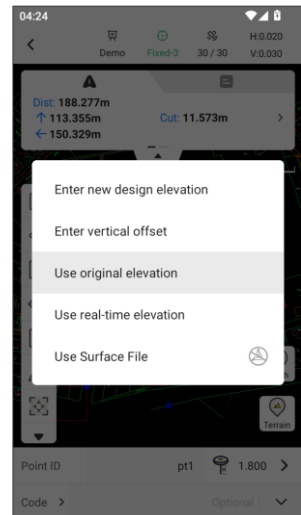 04:24
Demo
Fixed-3
30 / 30
H:0.020
V:0.030
Dist: 188.277m
↑ 113.355m
Cut: 11.573m
← 150.329m
Enter new design elevation
Enter vertical offset
Use original elevation
Use real-time elevation
Use Surface File
Terrain
Point ID
pt1
1.800
Code
Optional